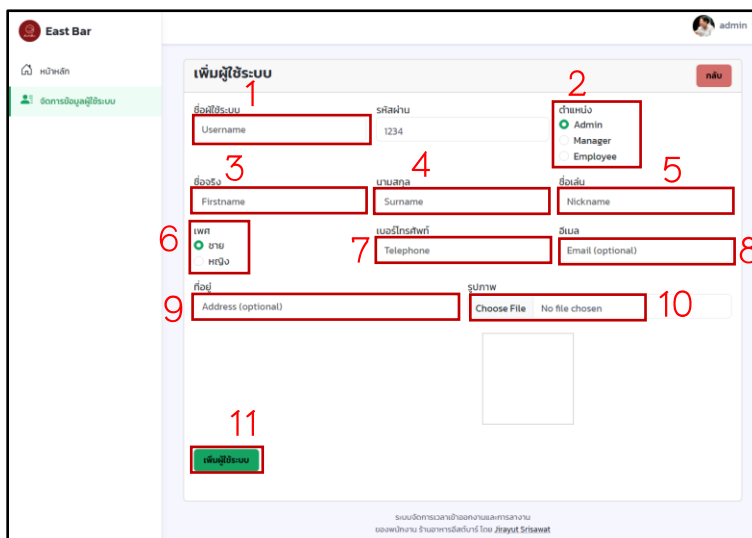 East Bar
admin
หน้าหลัก
จัดการข้อมูลผู้ใช้ระบบ
เพิ่มผู้ใช้ระบบ
กลับ
1
2
ชื่อผู้ใช้ระบบ
รหัสผ่าน
ตำแหน่ง
Username
1234
Admin
Manager
Employee
3
4
5
ชื่อจริง
นามสกุล
ชื่อเล่น
Firstname
Surname
Nickname
6
เพศ
ชาย
หญิง
7
เบอร์โทรศัพท์
Telephone
อีเมล
Email (optional)
8
ที่อยู่
รูปภาพ
9
Address (optional)
Choose File No file chosen
10
11
เพิ่มผู้ใช้ระบบ
ระบบจัดการเวลาเข้าออกงานและการลางาน
ของพนักงาน ร้านอาหารอีสต์บาร์ โดย Jirayut Srisawat